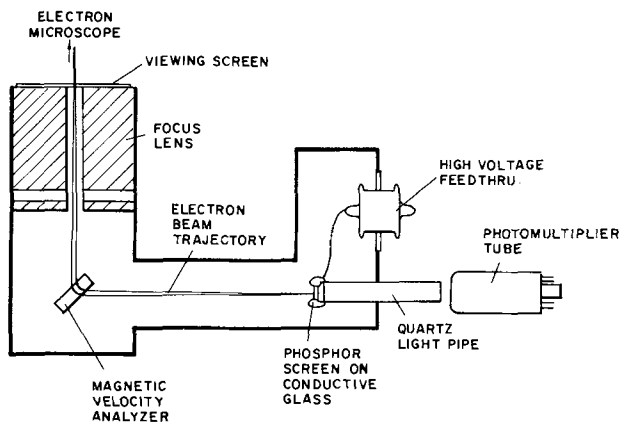 ELECTRON
MICROSCOPE
VIEWING SCREEN
FOCUS
LENS
HIGH VOLTAGE
FEEDTHRU.
ELECTRON
BEAM
TRAJECTORY
PHOTOMULTIPLIER
TUBE
QUARTZ
LIGHT PIPE
PHOSPHOR
SCREEN ON
CONDUCTIVE
GLASS
MAGNETIC
VELOCITY
ANALYZER